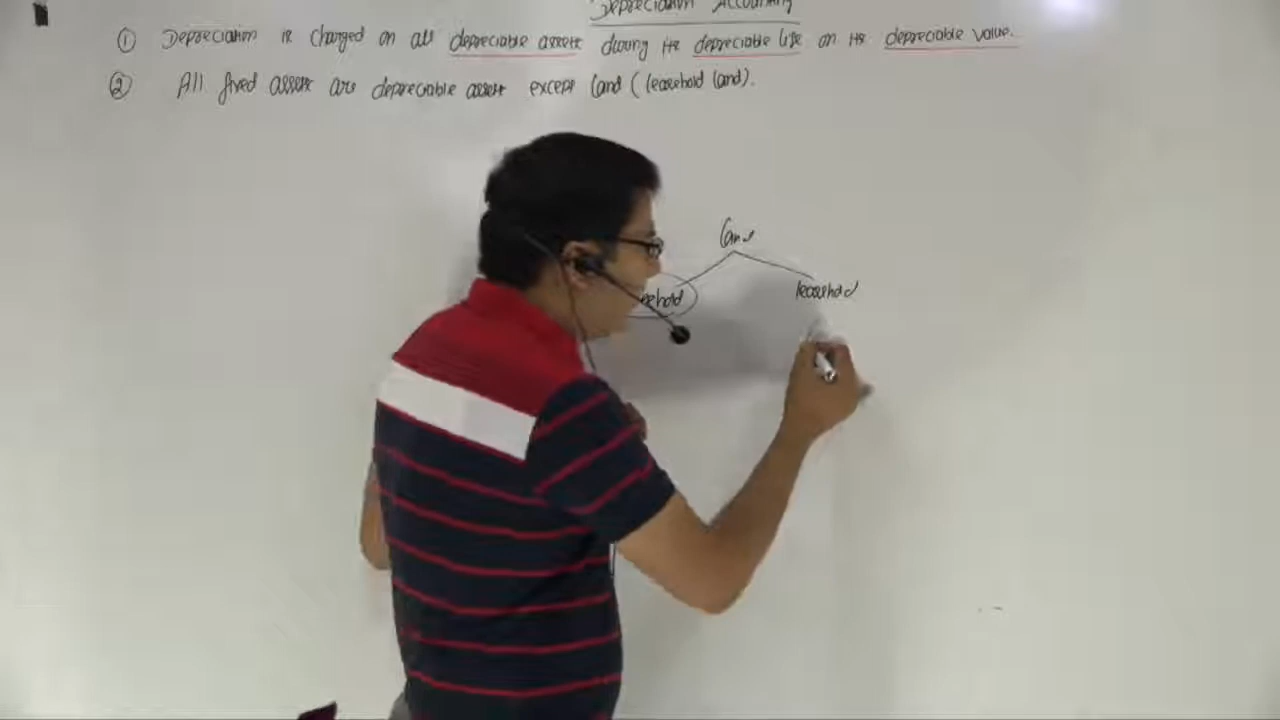 Depreciation Accounting
① Depreciation is charged on all depreciable assets during its depreciable life on its depreciable value.
② All fixed assets are depreciable assets except land (leasehold land).
Land
eehold leasehold